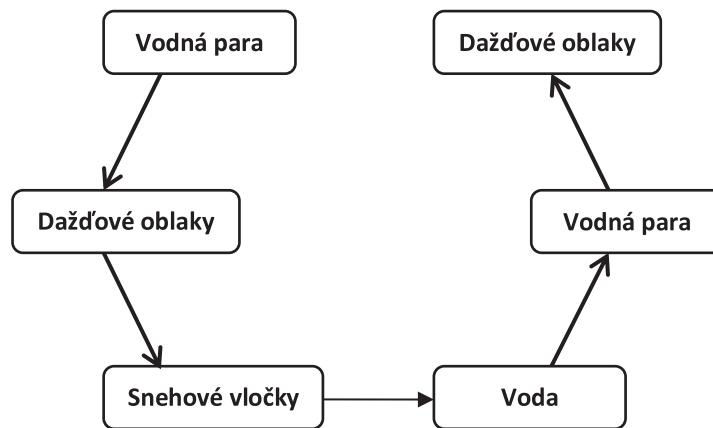 Vodná para
Dažďové oblaky
Dažďové oblaky
Vodná para
Snehové vločky
Voda